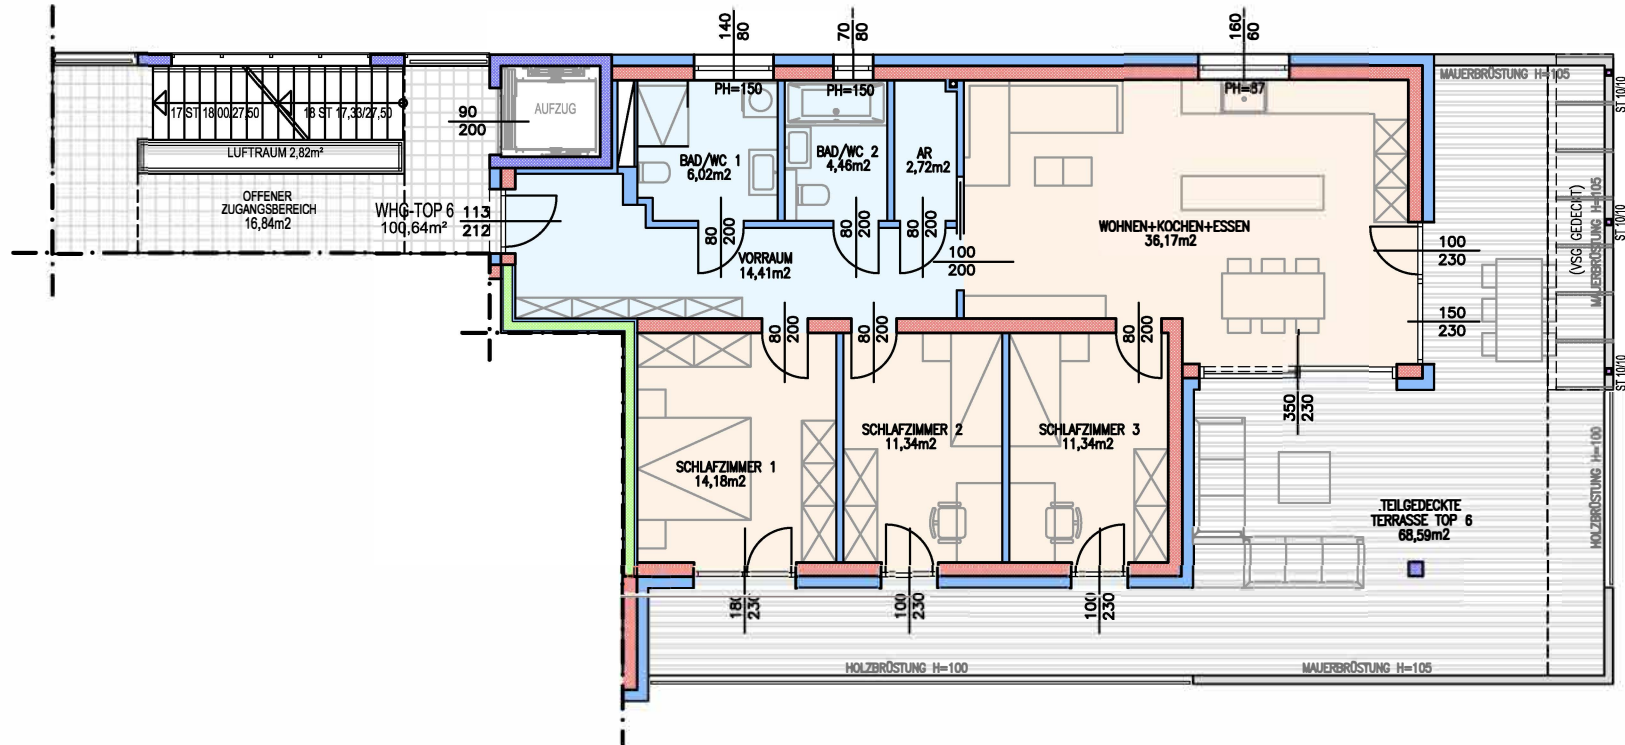 140
80
70
80
160
60
MAUERBRÜSTUNG H=105
ST 10/10
PH=150
PH=150
PH=87
AUFZUG
90
200
17 ST 18,00/27,50
18 ST 17,33/27,50
LUFTRAUM 2,82m²
BAD/WC 1
6,02m2
BAD/WC 2
4,46m2
AR
2,72m2
OFFENER
ZUGANGSBEREICH
16,84m2
WHG-TOP 6
100,64m²
113
212
80
200
80
200
80
200
WOHNEN+KOCHEN+ESSEN
36,17m2
(VSG GEDECKT)
MAUERBRÜSTUNG H=105
ST 10/10
VORRAUM
14,41m2
100
200
100
230
150
230
80
200
80
200
80
200
ST 10/10
350
230
SCHLAFZIMMER 1
14,18m2
SCHLAFZIMMER 2
11,34m2
SCHLAFZIMMER 3
11,34m2
HOLZBRÜSTUNG H=100
TEILGEDECKTE
TERRASSE TOP 6
68,59m2
180
230
100
230
100
230
HOLZBRÜSTUNG H=100
MAUERBRÜSTUNG H=105